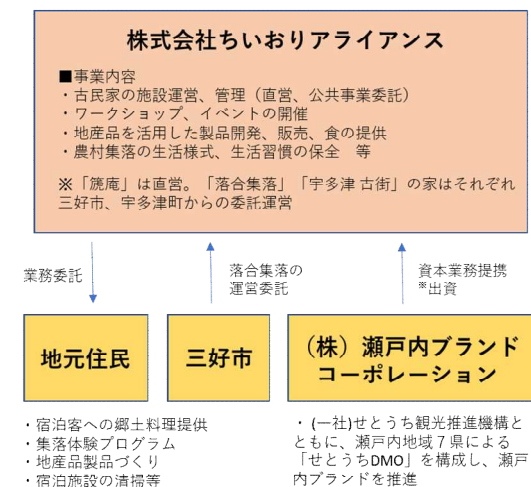 株式会社ちいおりアライアンス
■事業内容
・古民家の施設運営、管理（直営、公共事業委託）
・ワークショップ、イベントの開催
・地産品を活用した製品開発、販売、食の提供
・農村集落の生活様式、生活習慣の保全　等
※「篪庵」は直営。「落合集落」「宇多津 古街」の家はそれぞれ
三好市、宇多津町からの委託運営
業務委託
落合集落の
運営委託
資本業務提携
※出資
地元住民
三好市
（株）瀬戸内ブランド
コーポレーション
・宿泊客への郷土料理提供
・集落体験プログラム
・地産品製品づくり
・宿泊施設の清掃等
・(一社)せとうち観光推進機構と
ともに、瀬戸内地域７県による
「せとうちDMO」を構成し、瀬戸
内ブランドを推進